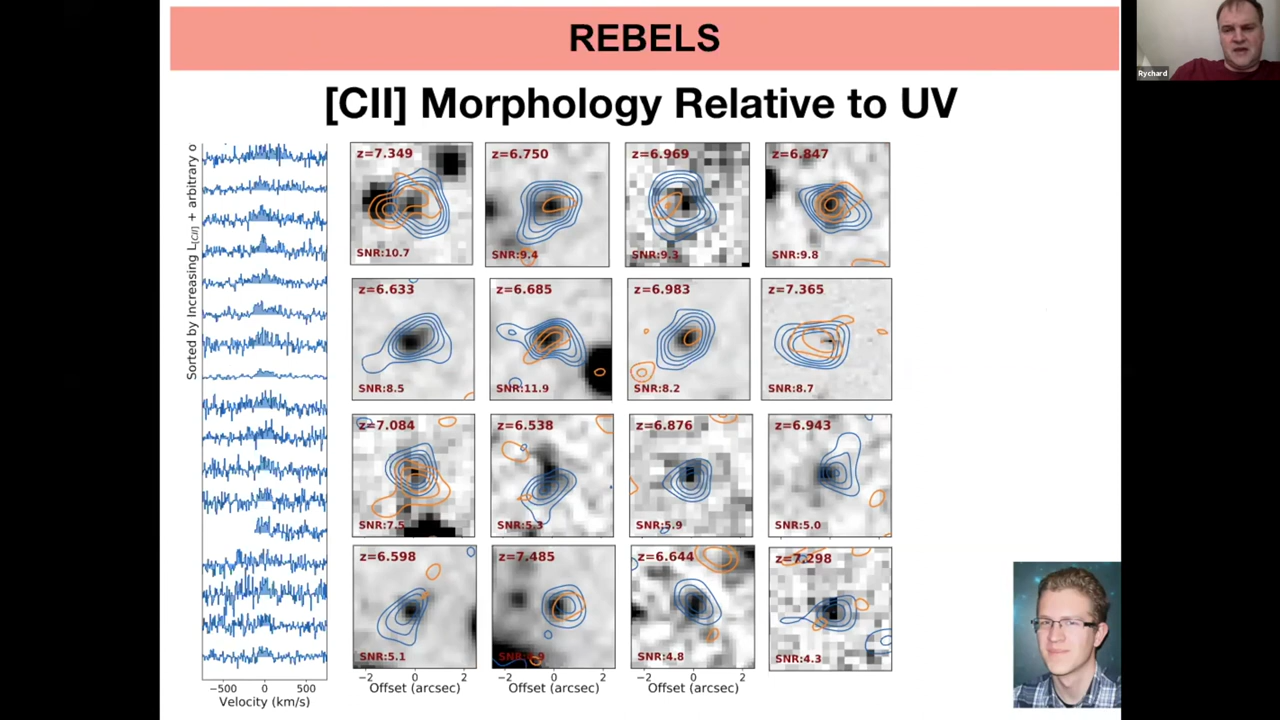 REBELS
Rychard
[CII] Morphology Relative to UV
Sorted by Increasing L[CII] + arbitrary o
z=7.349
SNR:10.7
z=6.750
SNR:9.4
z=6.969
SNR:9.3
z=6.847
SNR:9.8
z=6.633
SNR:8.5
z=6.685
SNR:11.9
z=6.983
SNR:8.2
z=7.365
SNR:8.7
z=7.084
SNR:7.5
z=6.538
SNR:5.3
z=6.876
SNR:5.9
z=6.943
SNR:5.0
z=6.598
SNR:5.1
z=7.485
z=6.644
SNR:4.8
z=7.298
SNR:4.3
−500 0 500
Velocity (km/s)
−2 0 2
Offset (arcsec)
−2 0 2
Offset (arcsec)
−2 0 2
Offset (arcsec)